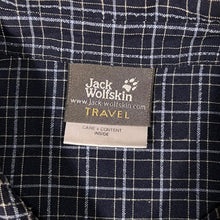 Jack
Wolfskin
www.jack-wolfskin.com
TRAVEL
CARE + CONTENT
INSIDE